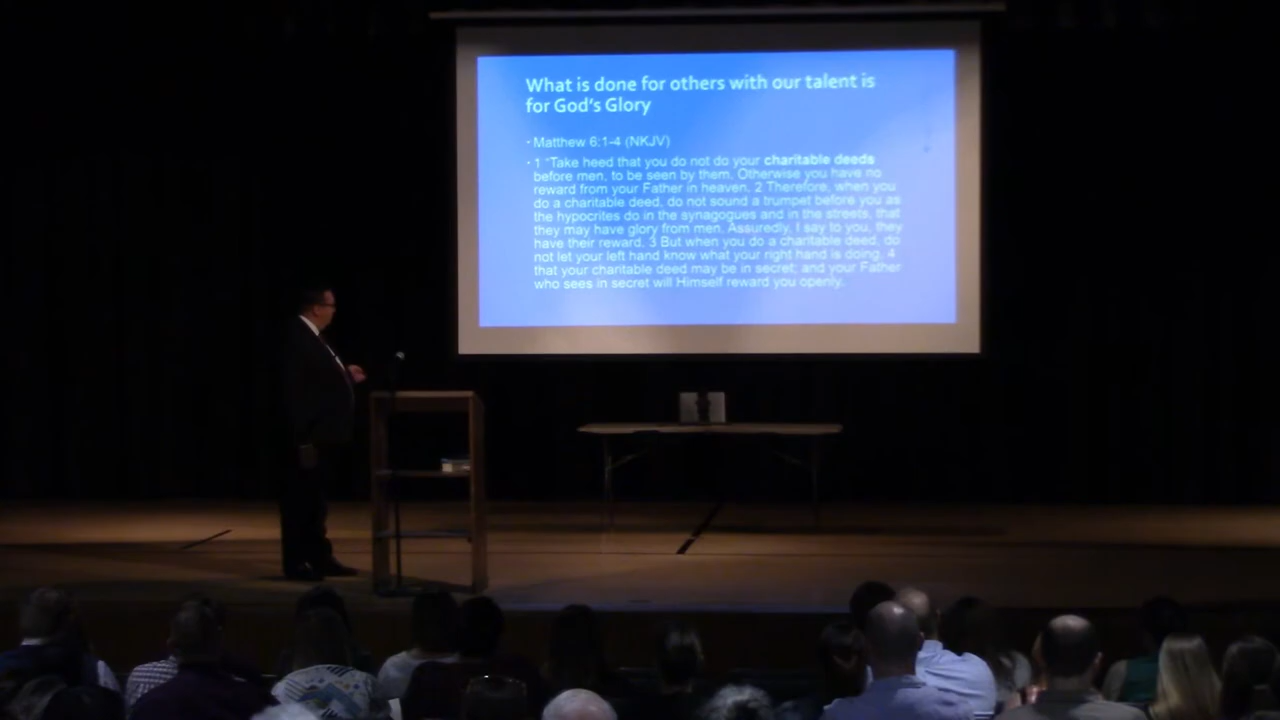 What is done for others with our talent is
for God's Glory
• Matthew 6:1-4 (NKJV)
• 1 "Take heed that you do not do your charitable deeds
before men, to be seen by them. Otherwise you have no
reward from your Father in heaven. 2 Therefore, when you
do a charitable deed, do not sound a trumpet before you as
the hypocrites do in the synagogues and in the streets, that
they may have glory from men. Assuredly, I say to you, they
have their reward. 3 But when you do a charitable deed, do
not let your left hand know what your right hand is doing, 4
that your charitable deed may be in secret; and your Father
who sees in secret will Himself reward you openly.